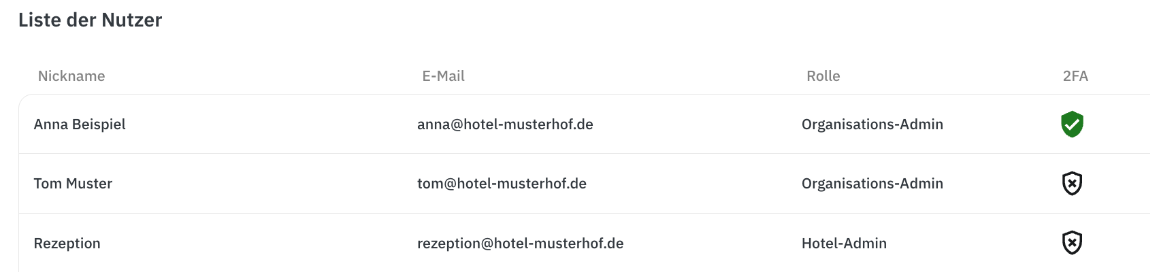 Liste der Nutzer
Nickname E-Mail Rolle 2FA
Anna Beispiel anna@hotel-musterhof.de Organisations-Admin
Tom Muster tom@hotel-musterhof.de Organisations-Admin
Rezeption rezeption@hotel-musterhof.de Hotel-Admin